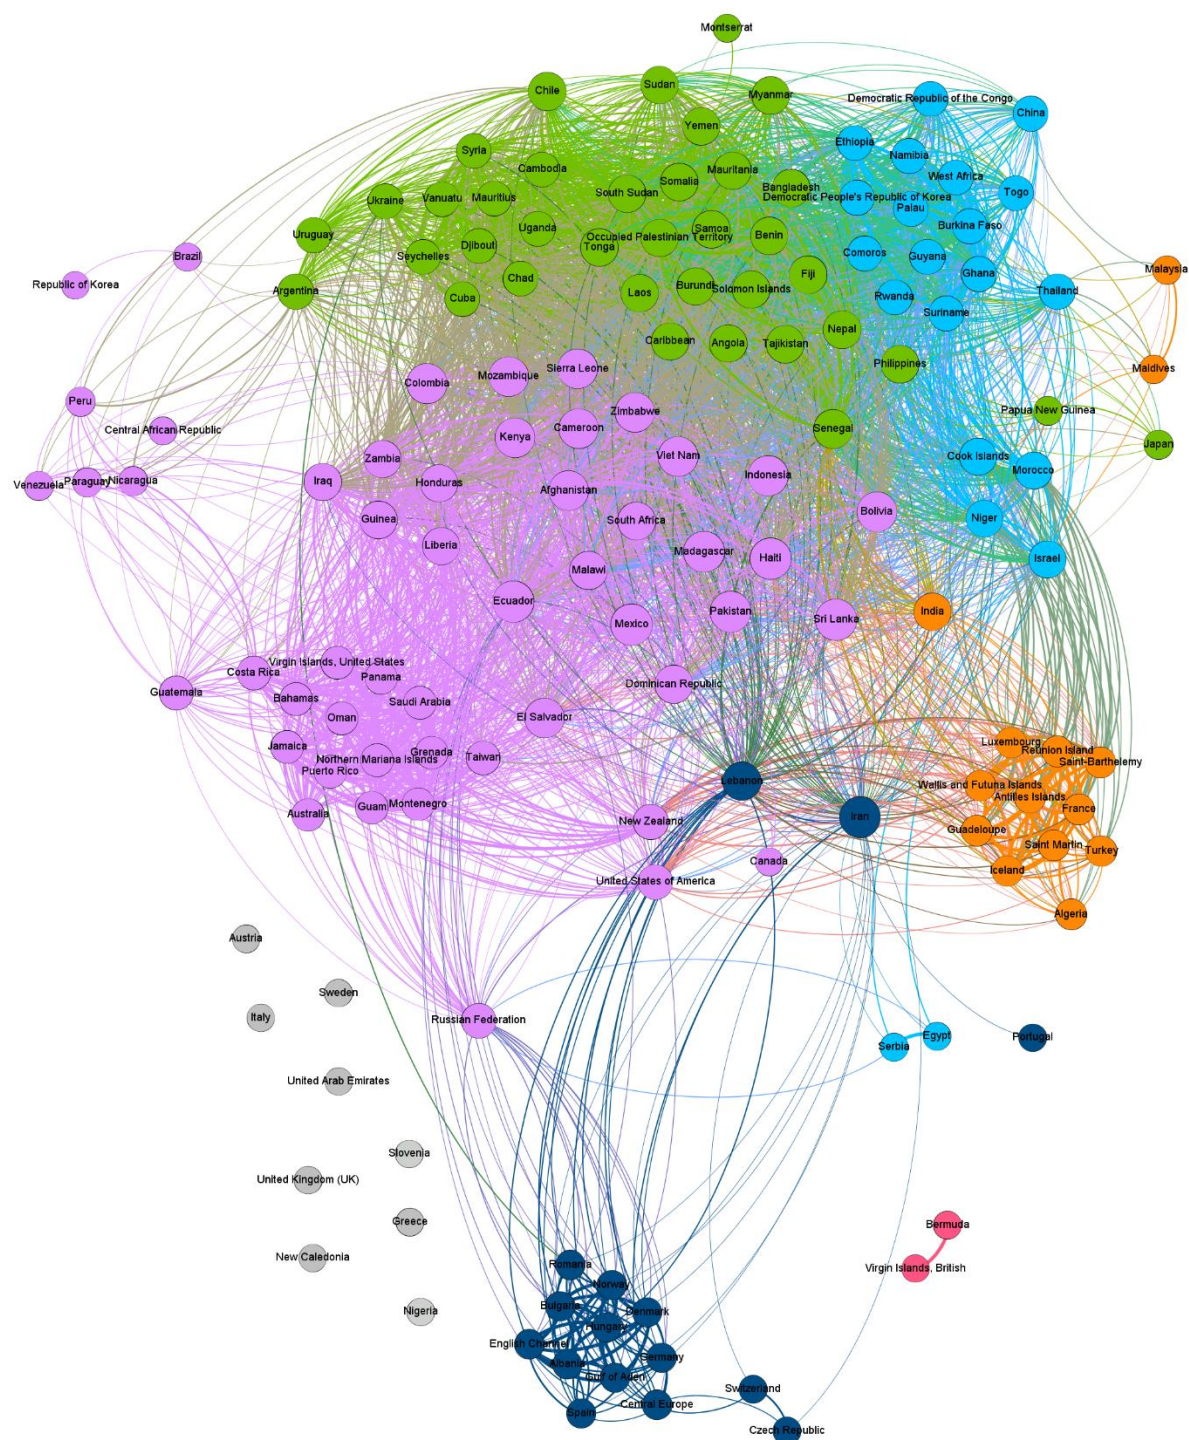 Montserrat
Chile
Sudan
Myanmar
Democratic Republic of the Congo
China
Yemen
Ethiopia
Syria
Namibia
Cambodia
Mauritania
Somalia
West Africa
South Sudan
Bangladesh
Togo
Ukraine
Vanuatu
Mauritius
Democratic People's Republic of Korea
Palau
Uganda
Samoa
Burkina Faso
Uruguay
Occupied Palestinian Territory
Benin
Djibouti
Tonga
Brazil
Seychelles
Comoros
Guyana
Malaysia
Republic of Korea
Chad
Fiji
Ghana
Argentina
Cuba
Laos
Burundi
Solomon Islands
Rwanda
Thailand
Suriname
Nepal
Caribbean
Angola
Tajikistan
Philippines
Maldives
Sierra Leone
Mozambique
Colombia
Peru
Zimbabwe
Papua New Guinea
Central African Republic
Cameroon
Senegal
Kenya
Japan
Cook Islands
Zambia
Viet Nam
Morocco
Indonesia
Venezuela
Paraguay
Nicaragua
Iraq
Honduras
Afghanistan
Bolivia
Guinea
South Africa
Niger
Liberia
Madagascar
Haiti
Israel
Malawi
Ecuador
Mexico
Pakistan
Sri Lanka
India
Virgin Islands, United States
Costa Rica
Panama
Dominican Republic
Guatemala
Bahamas
Saudi Arabia
Oman
El Salvador
Jamaica
Grenada
Northern Mariana Islands
Taiwan
Puerto Rico
Luxembourg
Reunion Island
Saint-Barthelemy
Lebanon
Wallis and Futuna Islands
Antilles Islands
Australia
Guam
Montenegro
France
New Zealand
Iran
Guadeloupe
Saint Martin
Turkey
Canada
Iceland
United States of America
Algeria
Austria
Sweden
Italy
Russian Federation
Egypt
Serbia
Portugal
United Arab Emirates
Slovenia
United Kingdom (UK)
Greece
Bermuda
New Caledonia
Virgin Islands, British
Romania
Norway
Nigeria
Bulgaria
Denmark
Hungary
English Channel
Albania
Germany
Gulf of Aden
Switzerland
Central Europe
Spain
Czech Republic